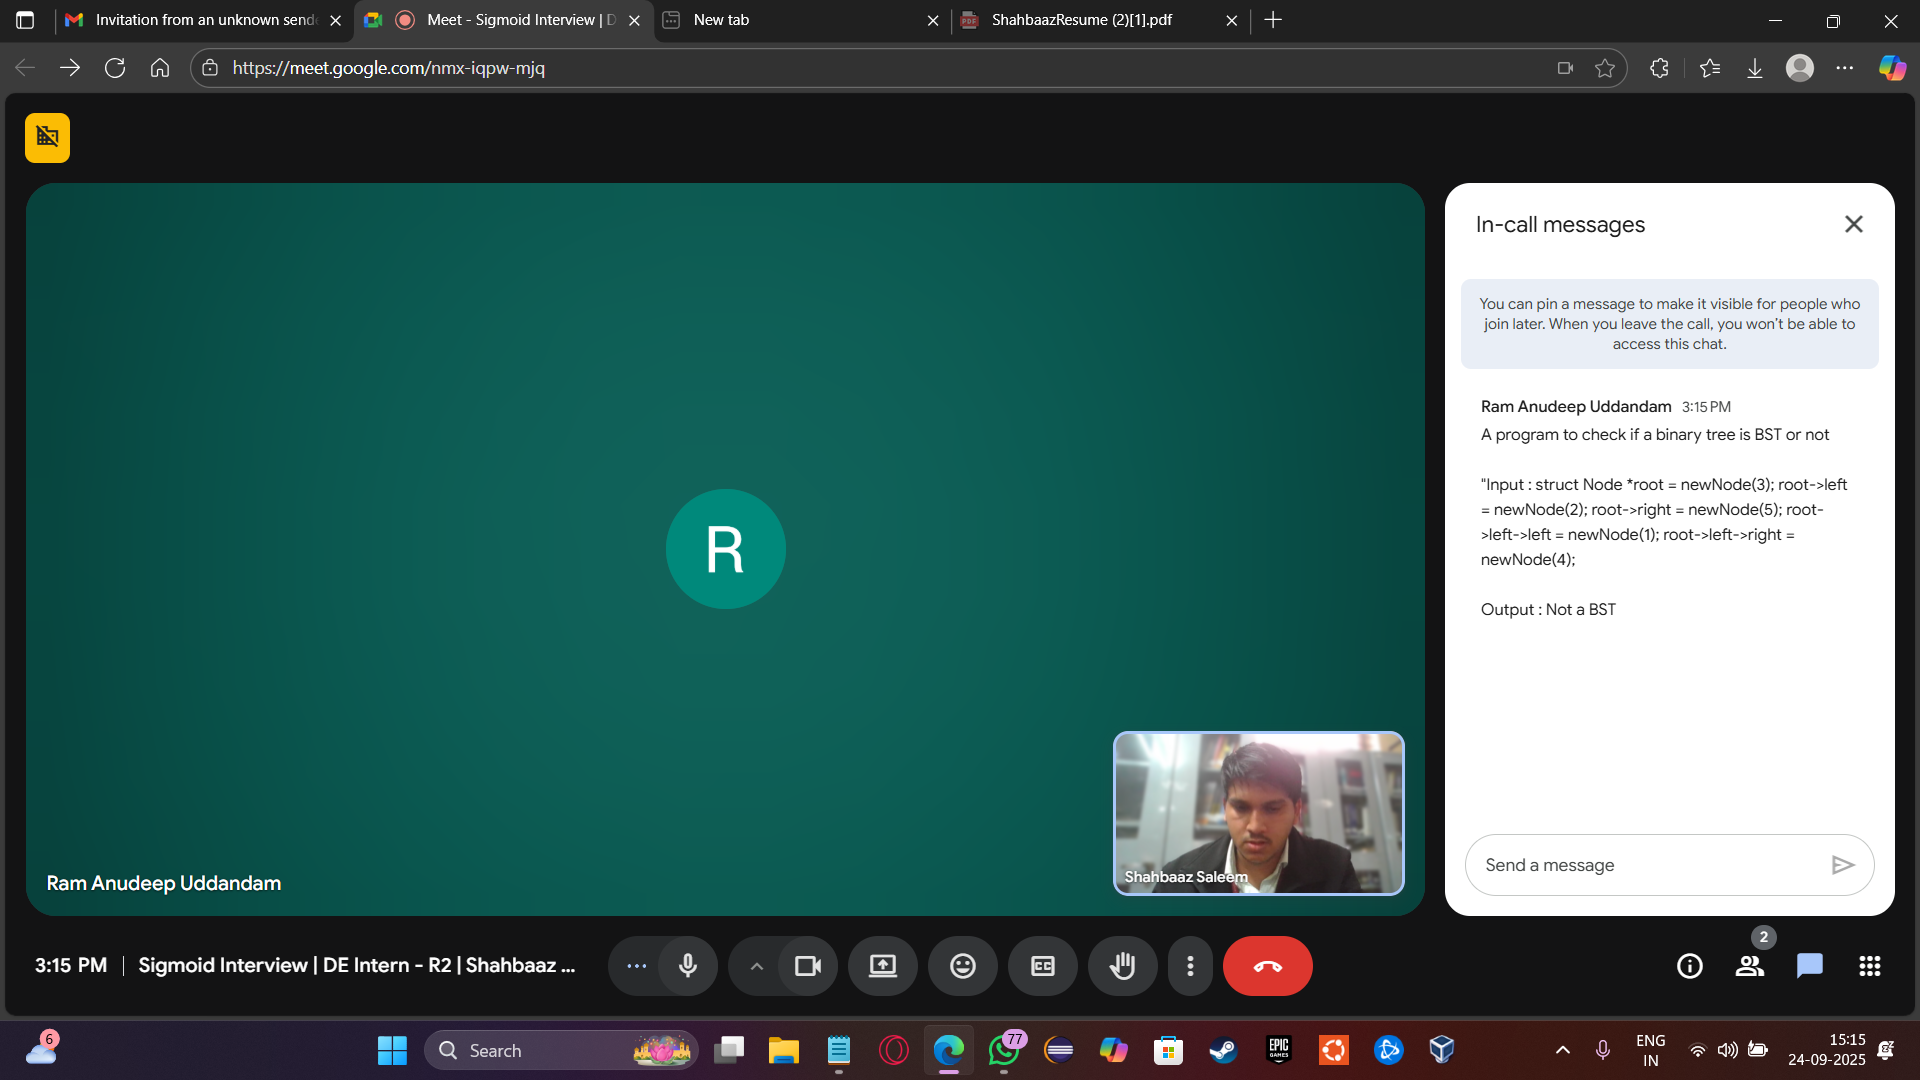 Invitation from an unknown sende
Meet - Sigmoid Interview | D
New tab
PDF
ShahbaazResume (2)[1].pdf
https://meet.google.com/nmx-iqpw-mjq
In-call messages
You can pin a message to make it visible for people who
join later. When you leave the call, you won't be able to
access this chat.
Ram Anudeep Uddandam 3:15 PM
A program to check if a binary tree is BST or not
"Input : struct Node *root = newNode(3); root->left
= newNode(2); root->right = newNode(5); root-
>left->left = newNode(1); root->left->right =
newNode(4);
Output : Not a BST
R
Shahbaaz Saleem
Ram Anudeep Uddandam
Send a message
3:15 PM | Sigmoid Interview | DE Intern - R2 | Shahbaaz ...
CC
2
6
Search
77
EPIC
GAMES
ENG
IN
15:15
24-09-2025